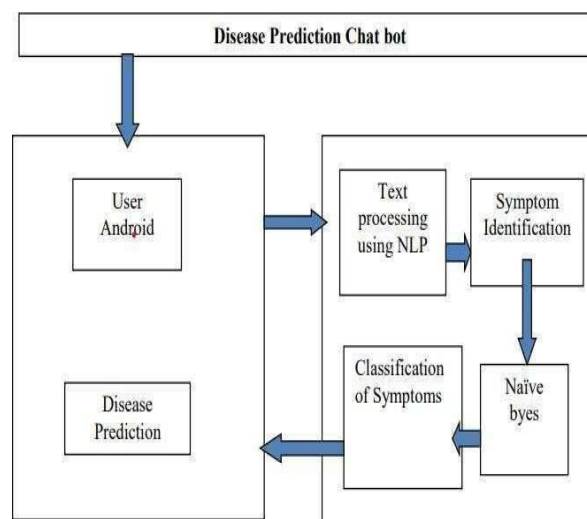 Disease Prediction Chat bot
User
Android
Text
processing
using NLP
Symptom
Identification
Naïve
byes
Classification
of Symptoms
Disease
Prediction